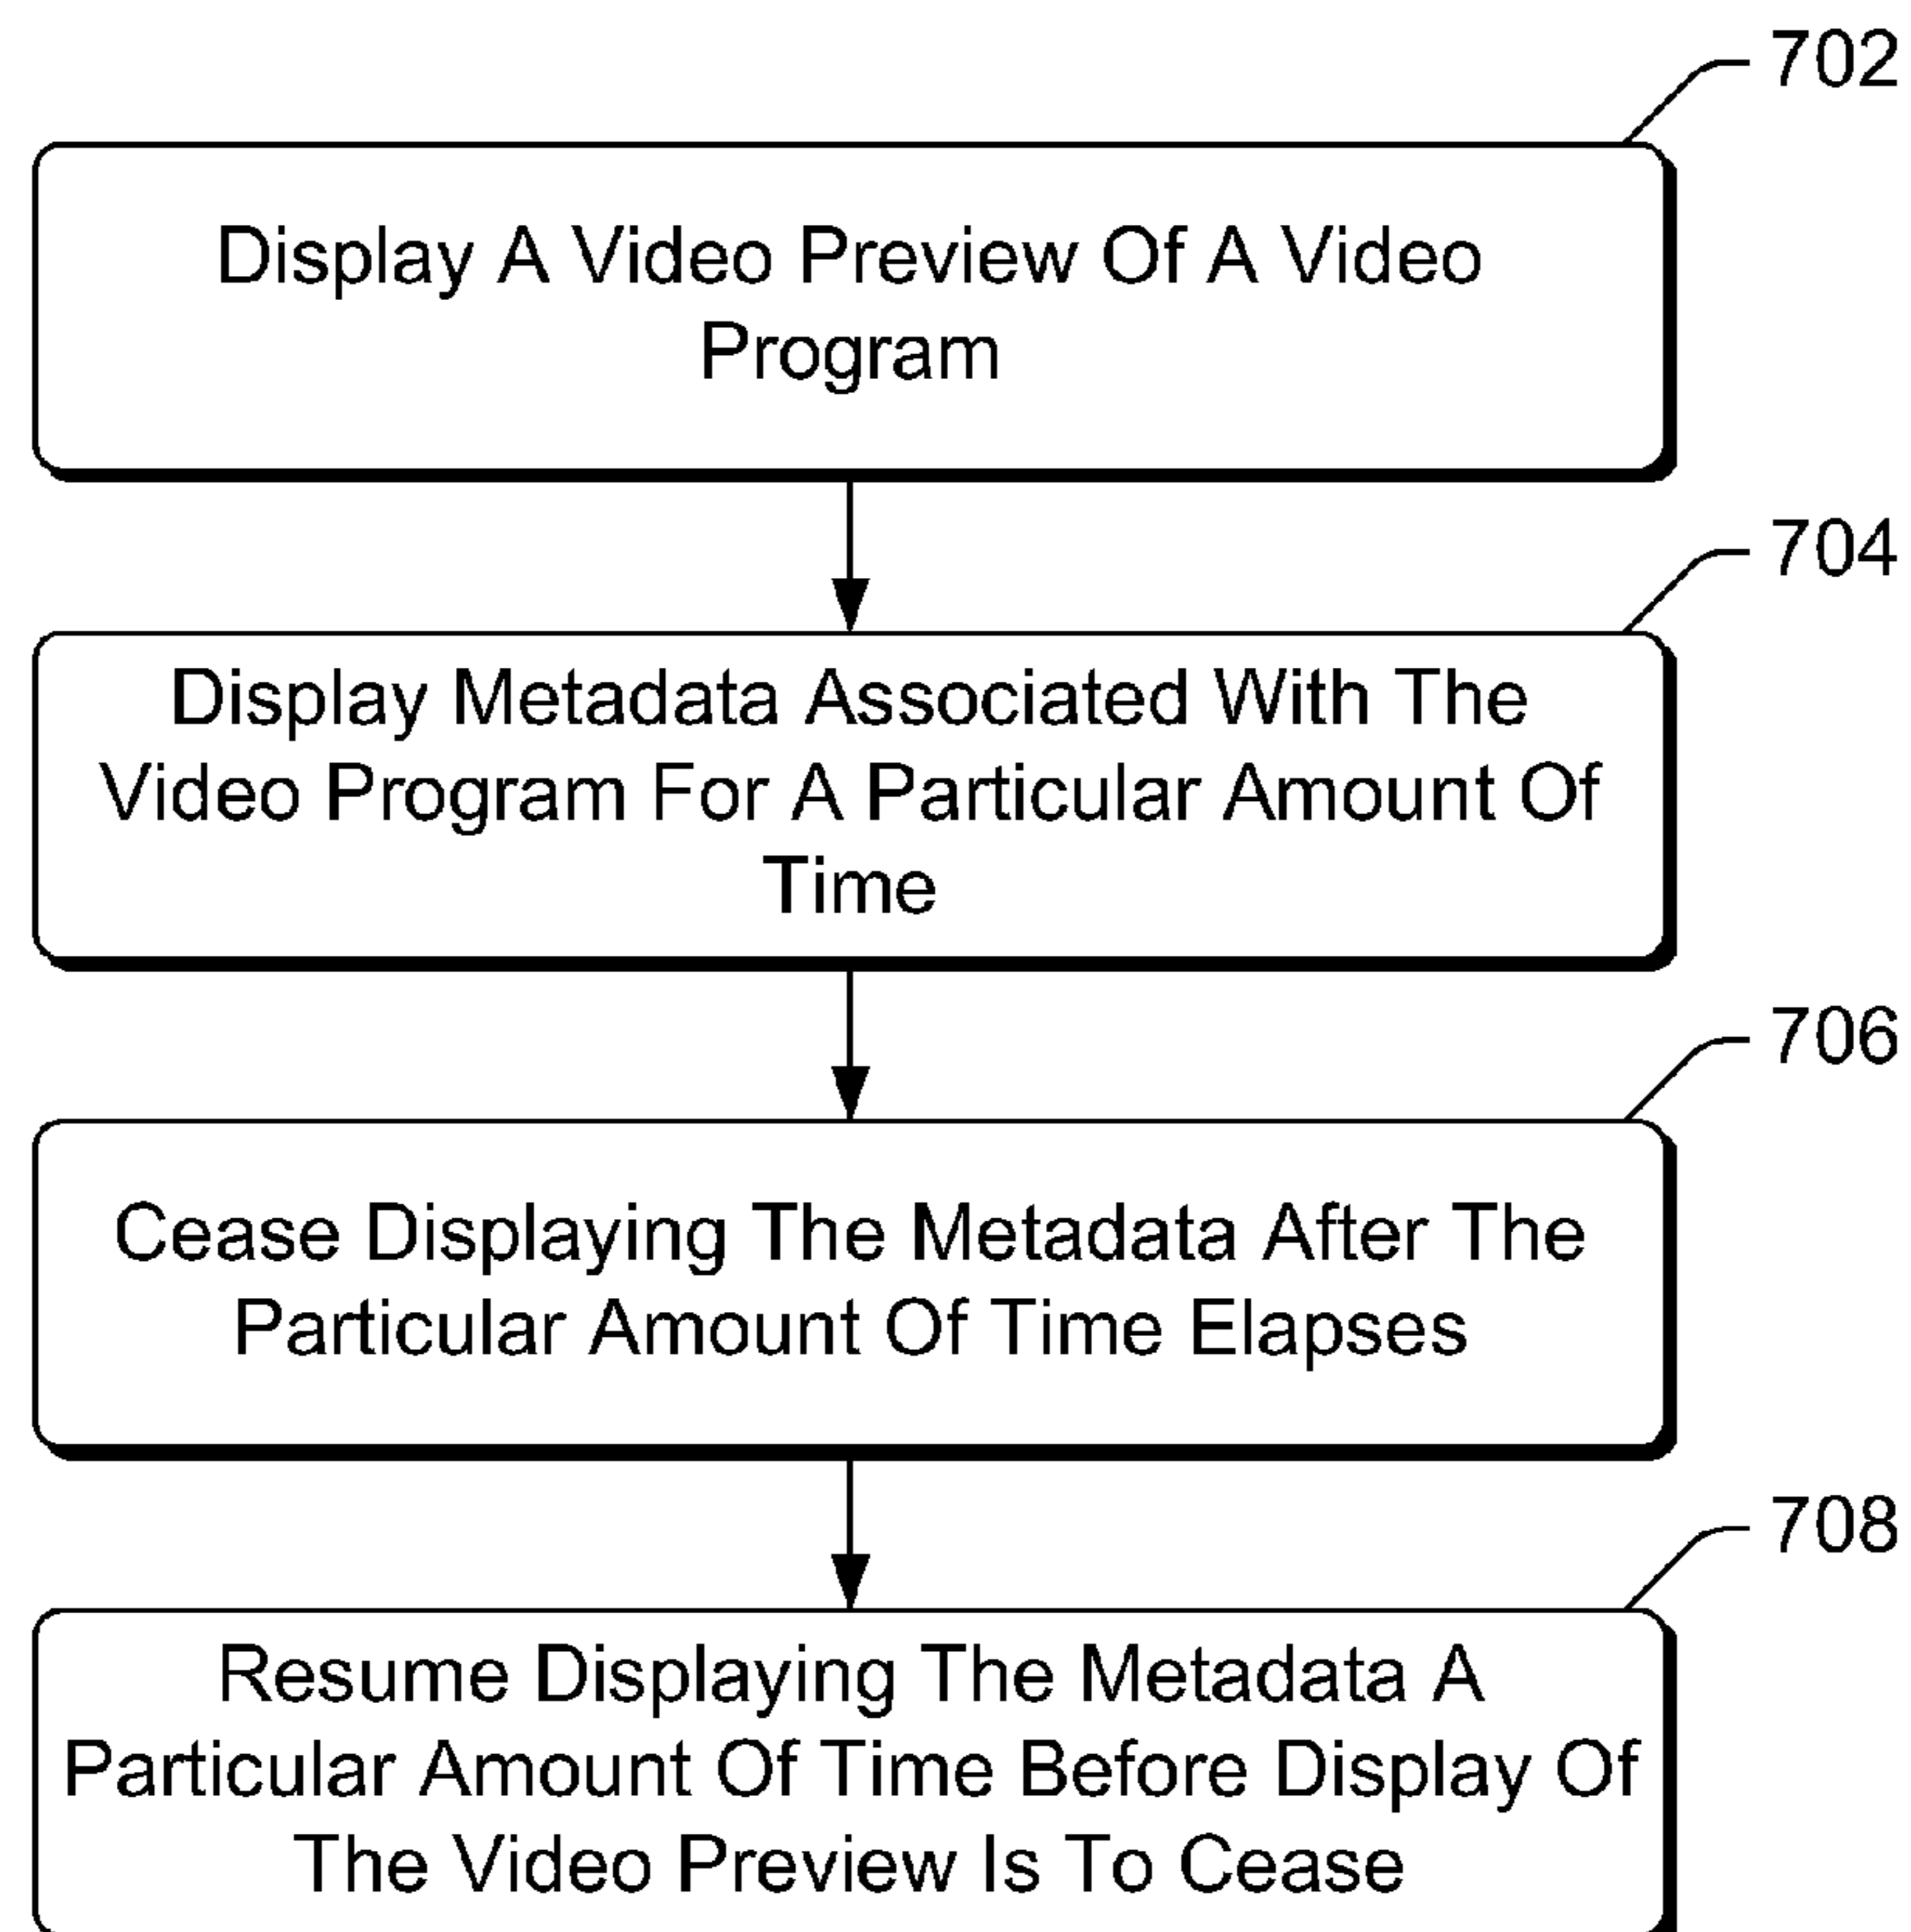 702
Display A Video Preview Of A Video
Program
704
Display Metadata Associated With The
Video Program For A Particular Amount Of
Time
706
Cease Displaying The Metadata After The
Particular Amount Of Time Elapses
708
Resume Displaying The Metadata A
Particular Amount Of Time Before Display Of
The Video Preview Is To Cease